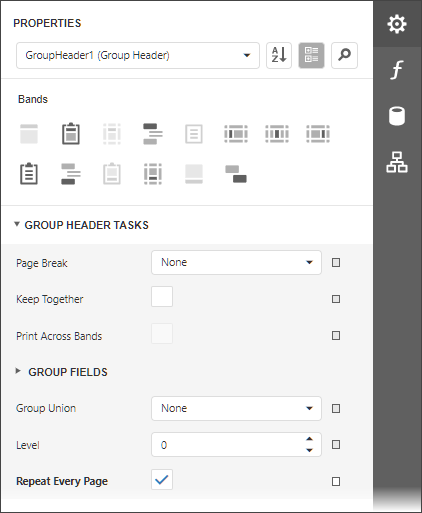 PROPERTIES
GroupHeader1 (Group Header)
A
Z
Bands
GROUP HEADER TASKS
Page Break None
Keep Together
Print Across Bands
GROUP FIELDS
Group Union None
Level 0
Repeat Every Page
f